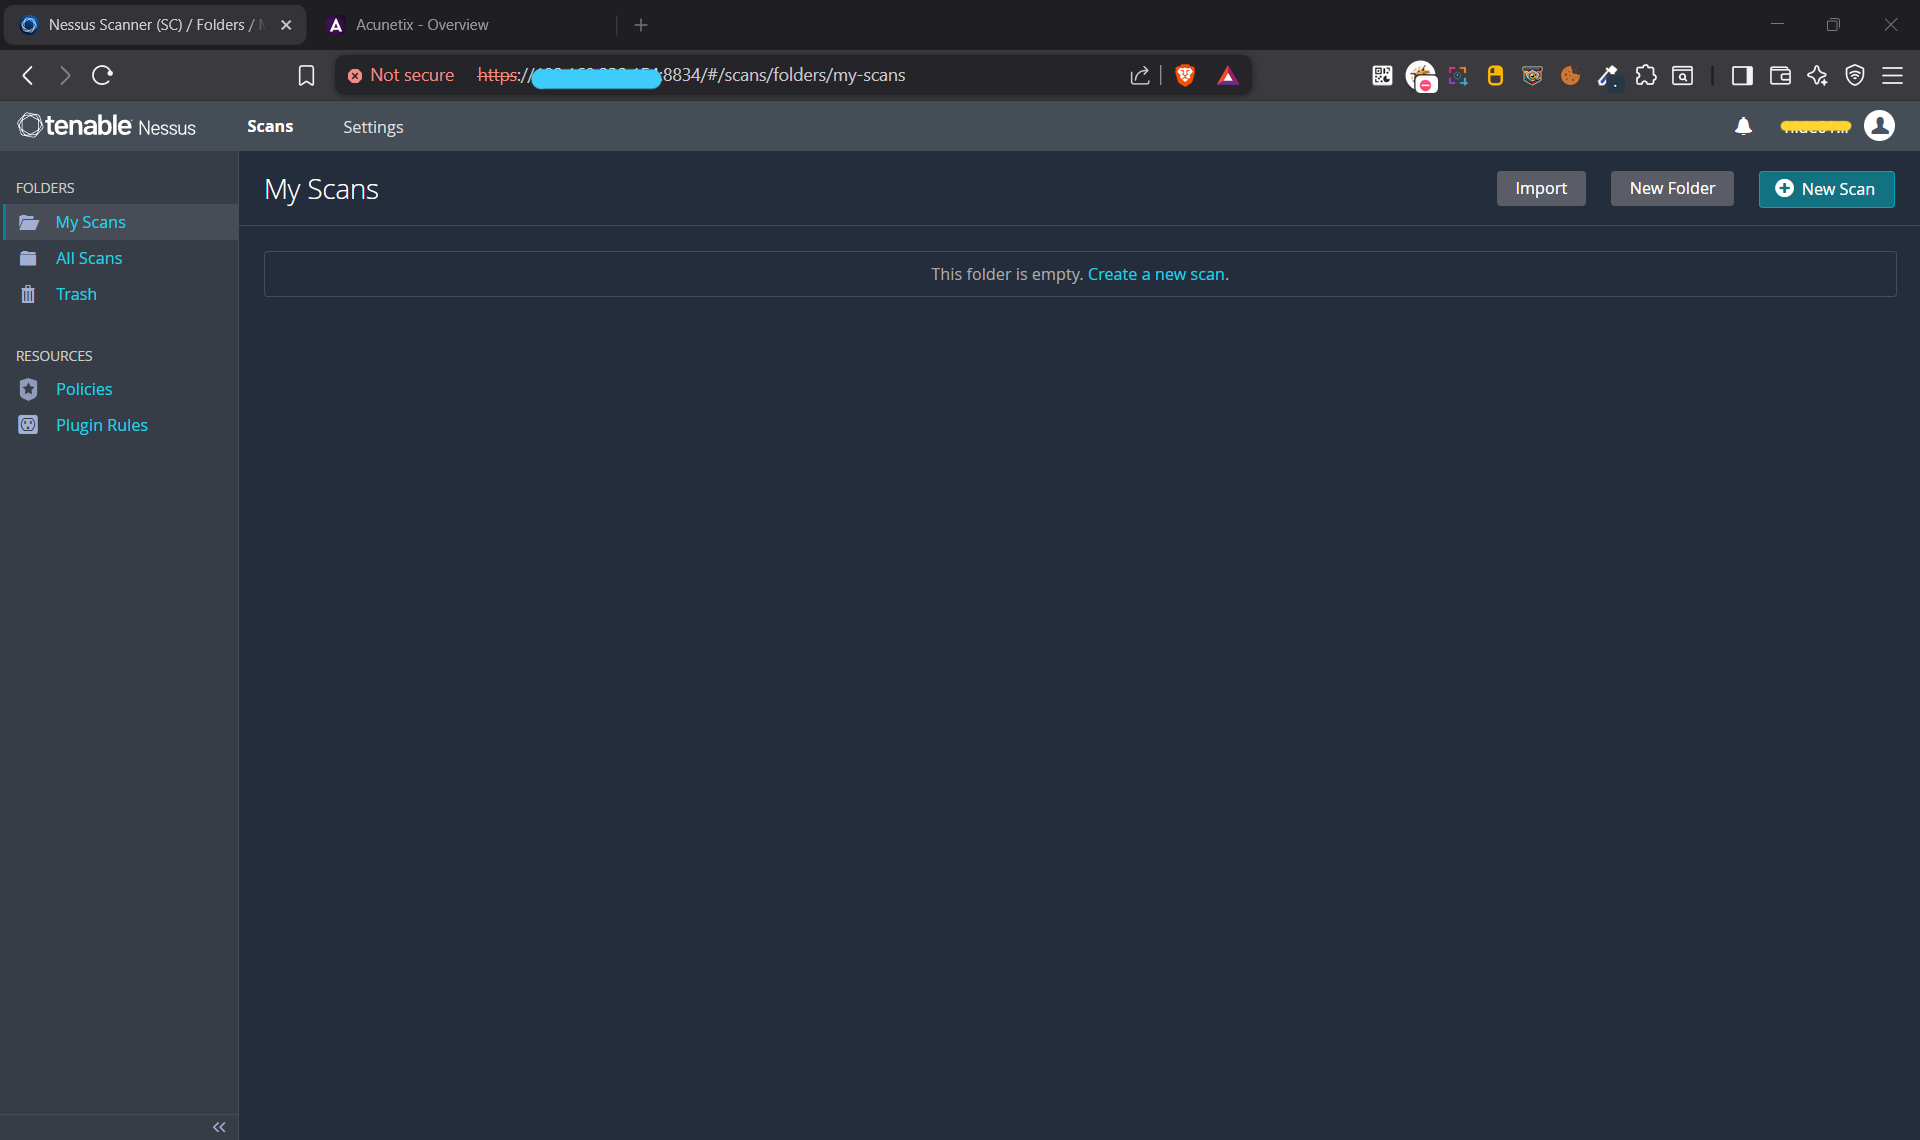 Nessus Scanner (SC) / Folders /
Acunetix - Overview
Not secure https:// :8834/#/scans/folders/my-scans
tenable Nessus
Scans
Settings
FOLDERS
My Scans
All Scans
Trash
RESOURCES
Policies
Plugin Rules
My Scans
Import
New Folder
New Scan
This folder is empty. Create a new scan.